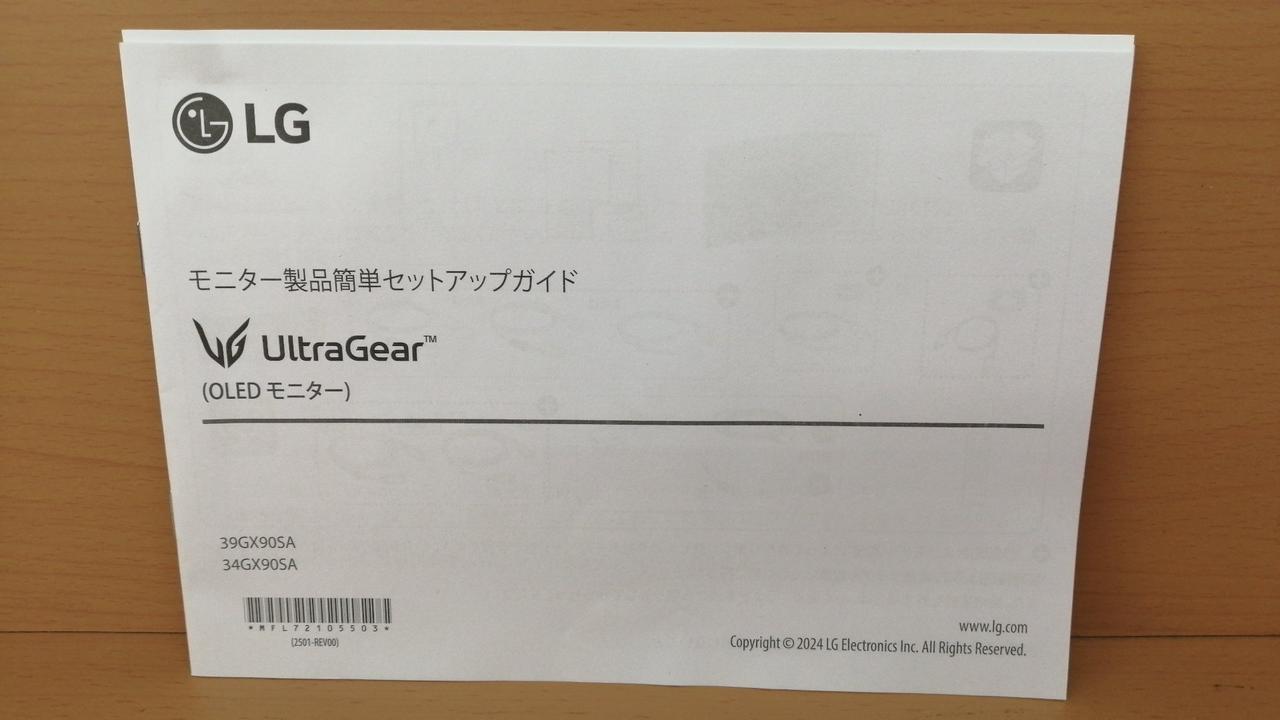 LG
モニター製品簡単セットアップガイド
UltraGear™
(OLED モニター)
39GX90SA
34GX90SA
*MFL72105503*
(2501-REV00)
www.lg.com
Copyright © 2024 LG Electronics Inc. All Rights Reserved.